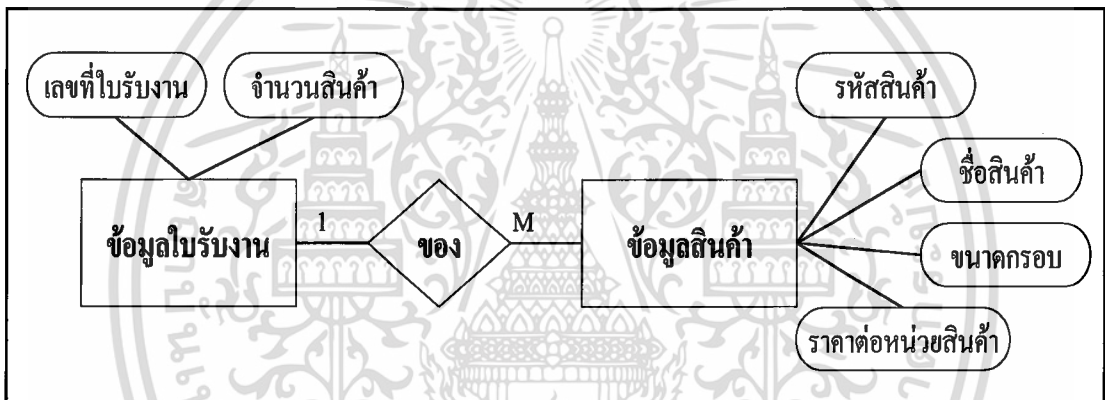 เลขที่ใบรับงาน
จำนวนสินค้า
รหัสสินค้า
ชื่อสินค้า
ข้อมูลใบรับงาน
1
ของ
M
ข้อมูลสินค้า
ขนาดกรอบ
ราคาต่อหน่วยสินค้า